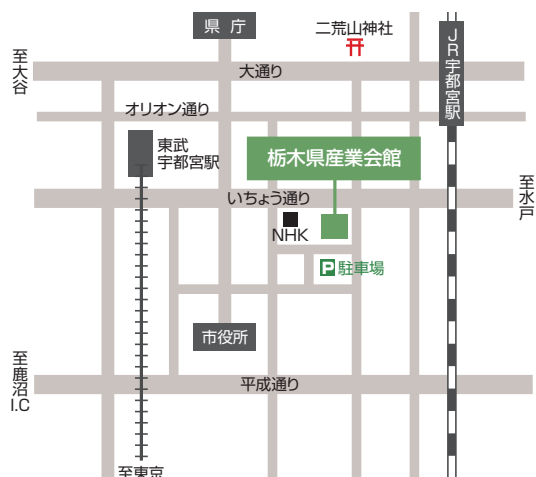 県庁
二荒山神社
JR宇都宮駅
至大谷
大通り
オリオン通り
東武
宇都宮駅
栃木県産業会館
至水戸
いちょう通り
NHK
P 駐車場
市役所
至鹿沼I.C
平成通り
至東京